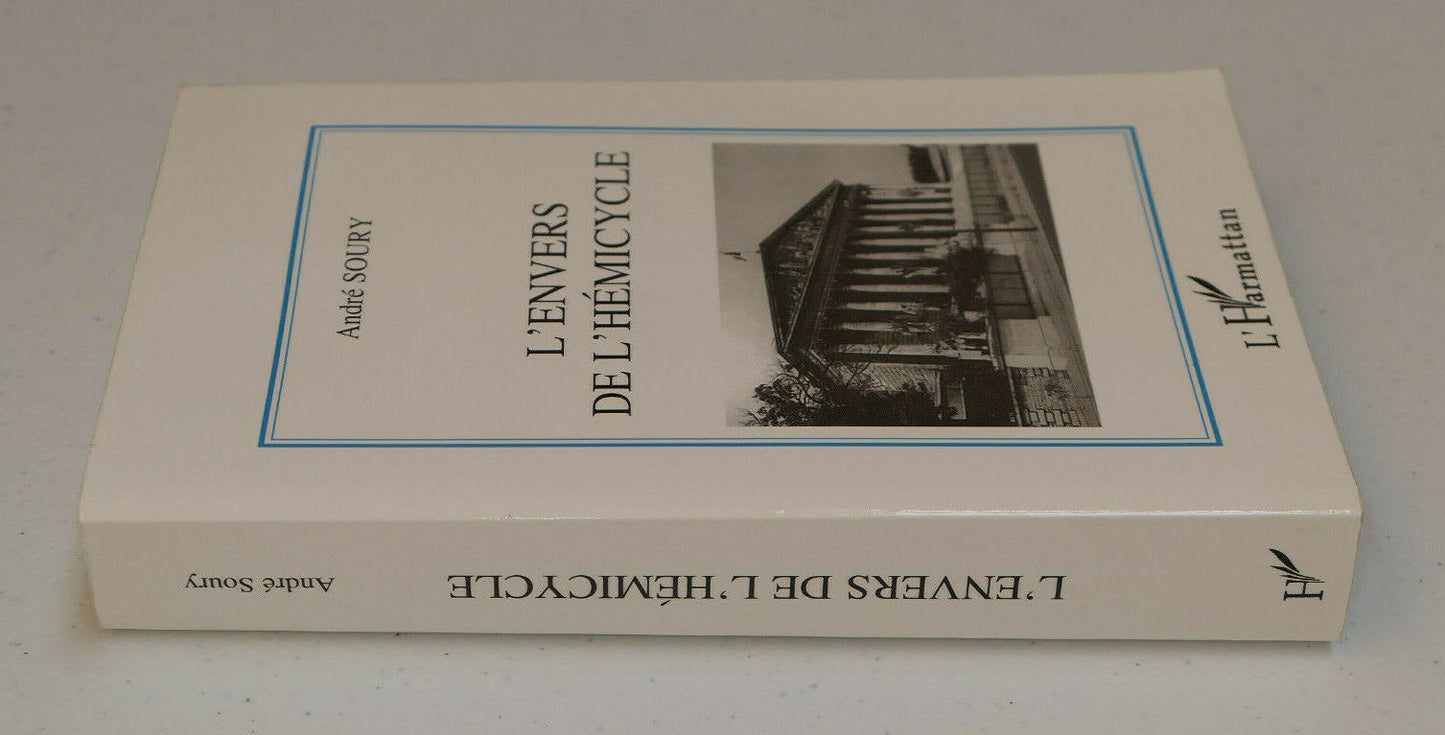 André SOURY
L'ENVERS
DE L'HÉMICYCLE
L'Harmattan
André Soury
L'ENVERS DE L'HÉMICYCLE
H